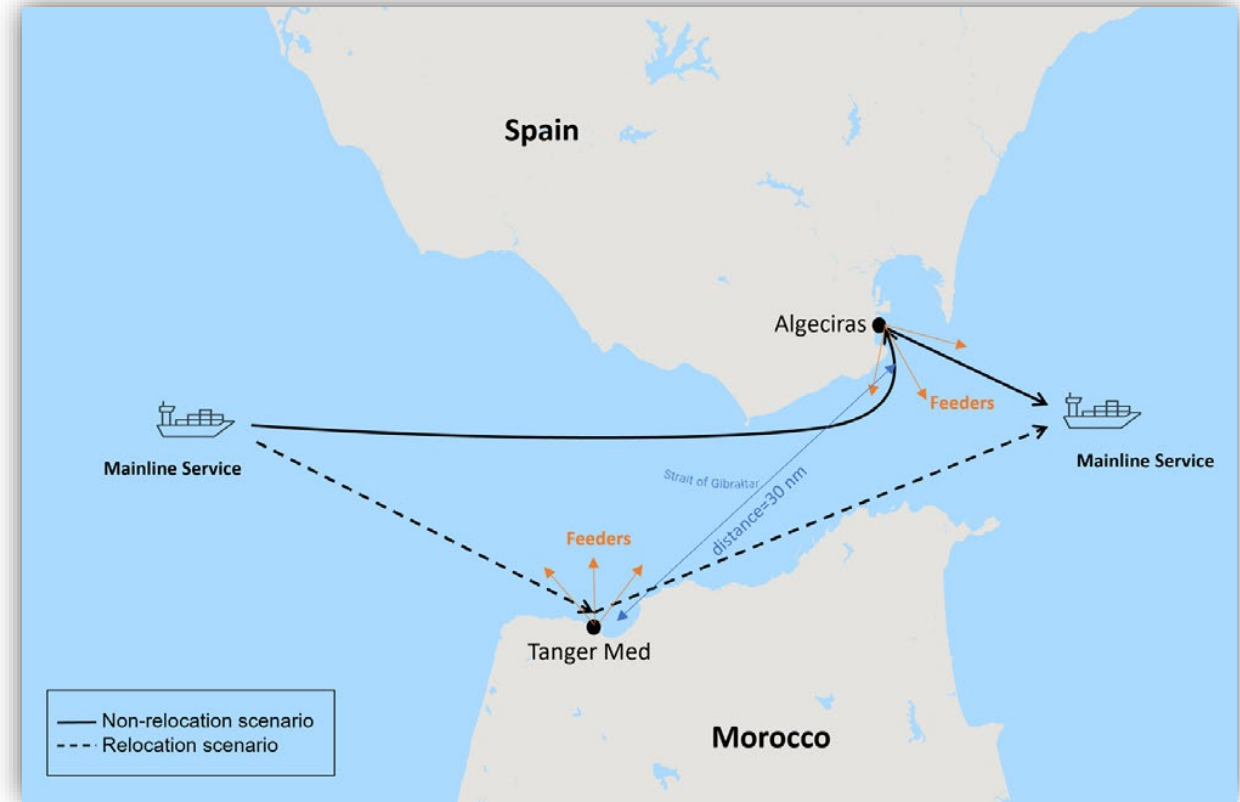 Spain
Algeciras
Feeders
Mainline Service
Mainline Service
Strait of Gibraltar
distance=30 nm
Feeders
Tanger Med
Non-relocation scenario
Relocation scenario
Morocco